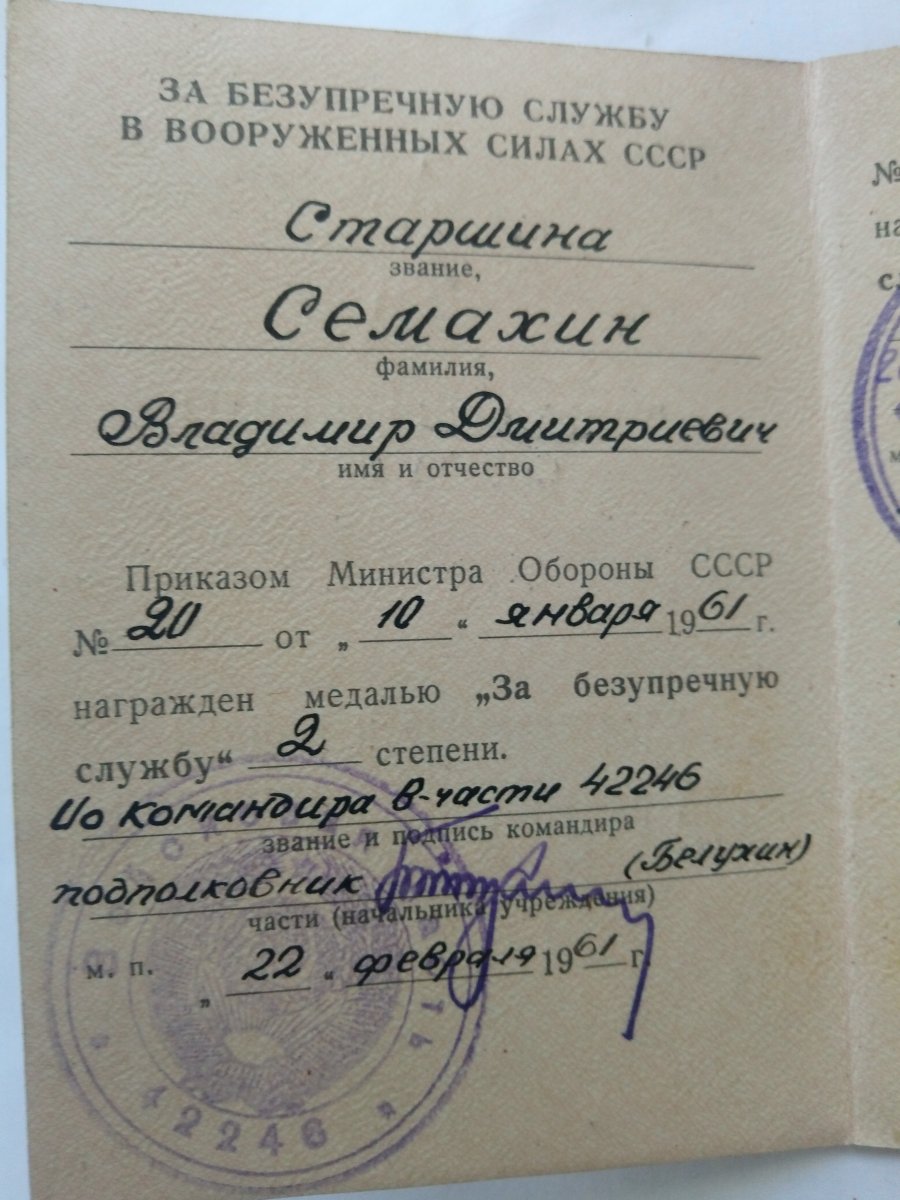 ЗА БЕЗУПРЕЧНУЮ СЛУЖБУ
В ВООРУЖЕННЫХ СИЛАХ СССР
Старшина
звание,
Семахин
фамилия,
Владимир Дмитриевич
имя и отчество
Приказом Министра Обороны СССР
№ 20 от „ 10 “ января 1961 г.
награжден медалью „За безупречную
службу“ 2 степени.
Ио командира в-части 42246
звание и подпись командира
подполковник (Белухин)
части (начальника учреждения)
м. п. „ 22 “ февраля 1961 г.
42246
№
на